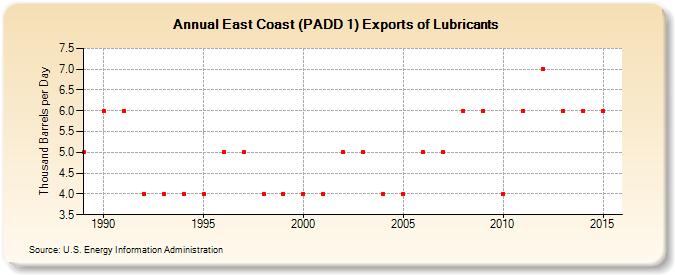 Annual East Coast (PADD 1) Exports of Lubricants
Thousand Barrels per Day
7.5
7.0
6.5
6.0
5.5
5.0
4.5
4.0
3.5
1990 1995 2000 2005 2010 2015
Source: U.S. Energy Information Administration